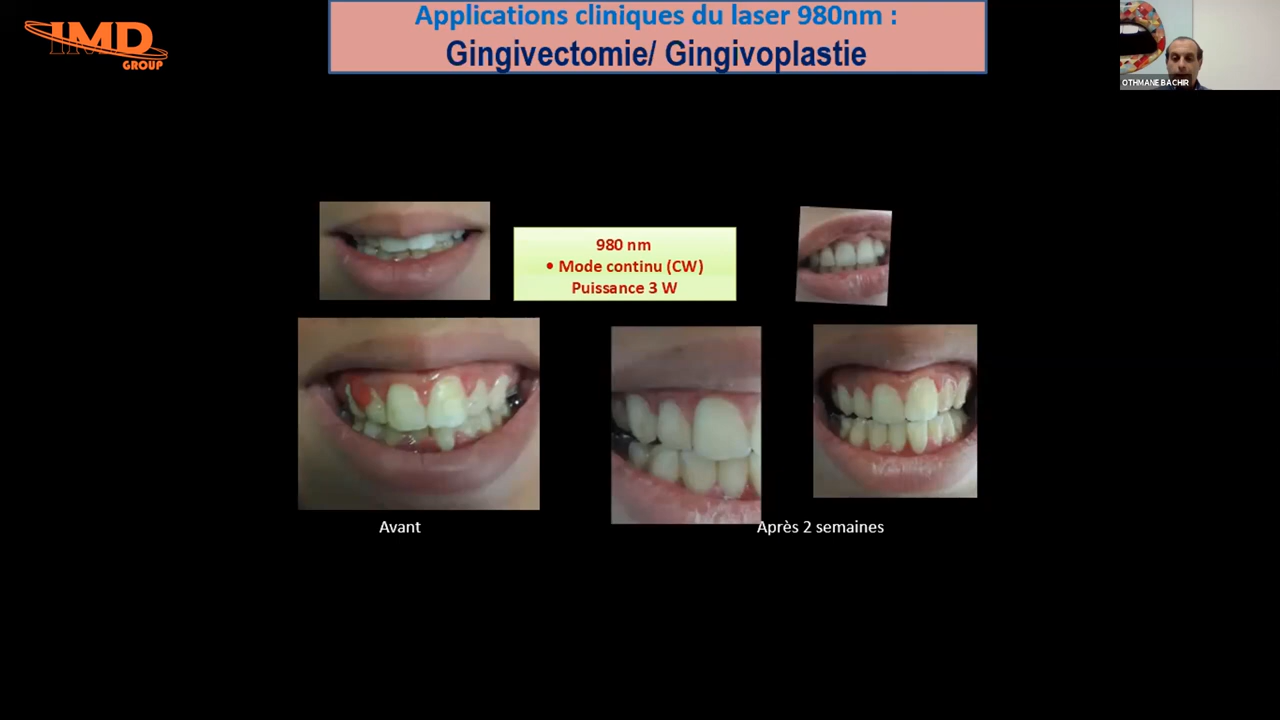 IMD
GROUP
Applications cliniques du laser 980nm :
Gingivectomie/ Gingivoplastie
OTHMANE BACHIR
980 nm
• Mode continu (CW)
Puissance 3 W
Avant
Après 2 semaines